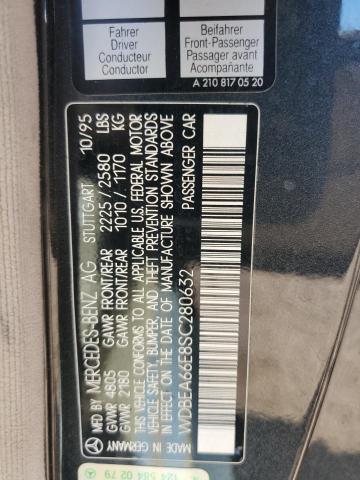 Fahrer
Driver
Conducteur
Conductor
Beifahrer
Front-Passenger
Passager avant
Acompañante
A 210 817 05 20
MFD BY MERCEDES-BENZ AG STUTTGART 10/95
GVWR 4805 GAWR FRONT/REAR 2225/2580 LBS
GVWR 2180 GAWR FRONT/REAR 1010/1170 KG
THIS VEHICLE CONFORMS TO ALL APPLICABLE U.S. FEDERAL MOTOR
VEHICLE SAFETY, BUMPER, AND THEFT PREVENTION STANDARDS
IN EFFECT ON THE DATE OF MANUFACTURE SHOWN ABOVE
WDBEA66E8SC280632 PASSENGER CAR
MADE IN GERMANY
124 584 02 79